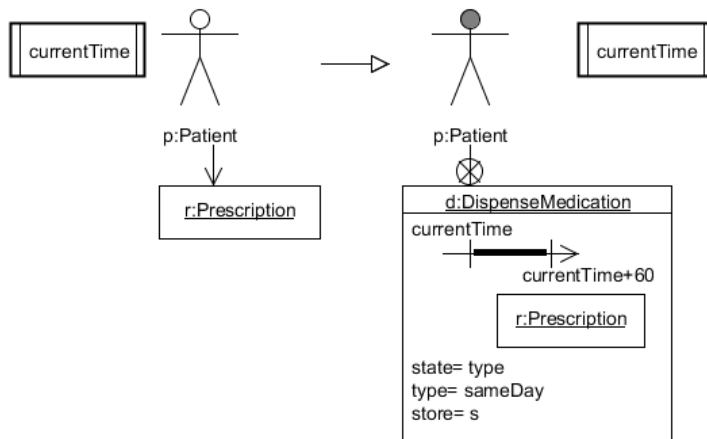 currentTime
currentTime
p:Patient
p:Patient
r:Prescription
d:DispenseMedication
currentTime
currentTime+60
r:Prescription
state= type
type= sameDay
store= s